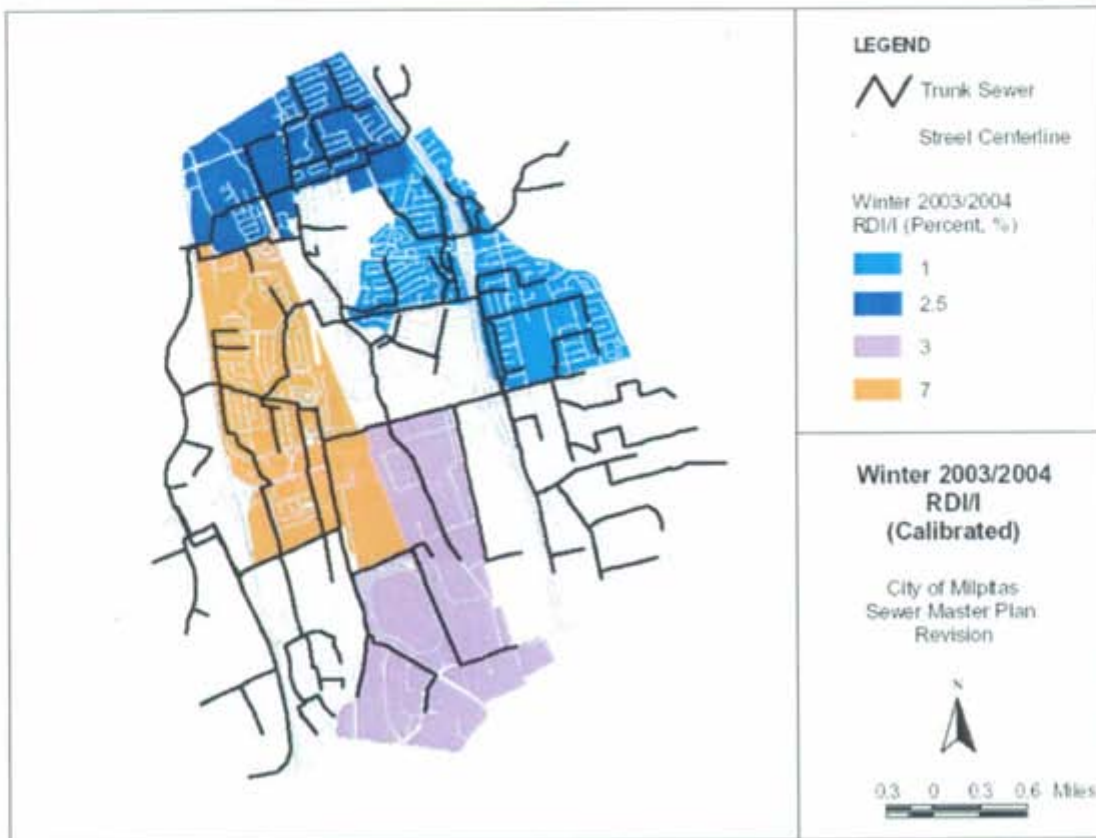 LEGEND
Trunk Sewer
Street Centerline
Winter 2003/2004
RDI/I (Percent, %)
1
2.5
3
7
Winter 2003/2004
RDI/I
(Calibrated)
City of Milpitas
Sewer Master Plan
Revision
N
0.3 0 0.3 0.6 Miles